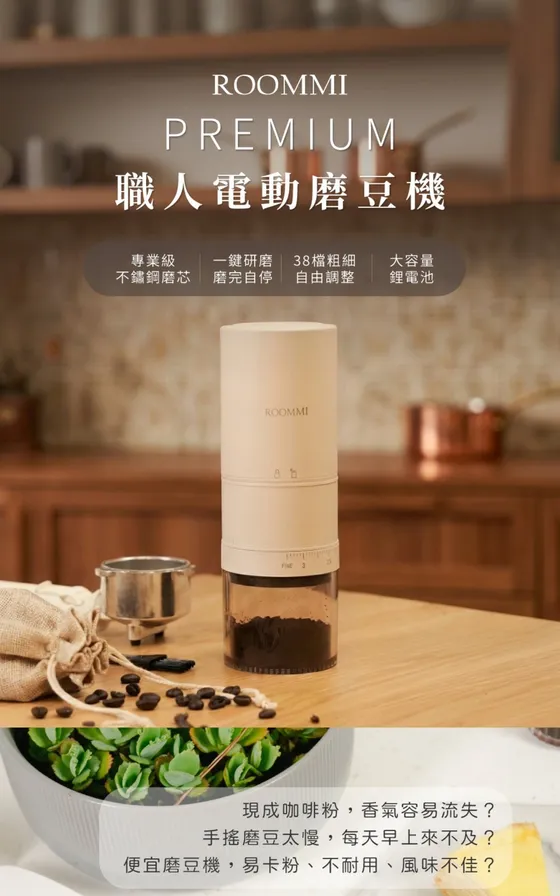 ROOMMI
PREMIUM
職人電動磨豆機
專業級
不鏽鋼磨芯
一鍵研磨
磨完自停
38檔粗細
自由調整
大容量
鋰電池
ROOMMI
FINE 3
現成咖啡粉，香氣容易流失？
手搖磨豆太慢，每天早上來不及？
便宜磨豆機，易卡粉、不耐用、風味不佳？